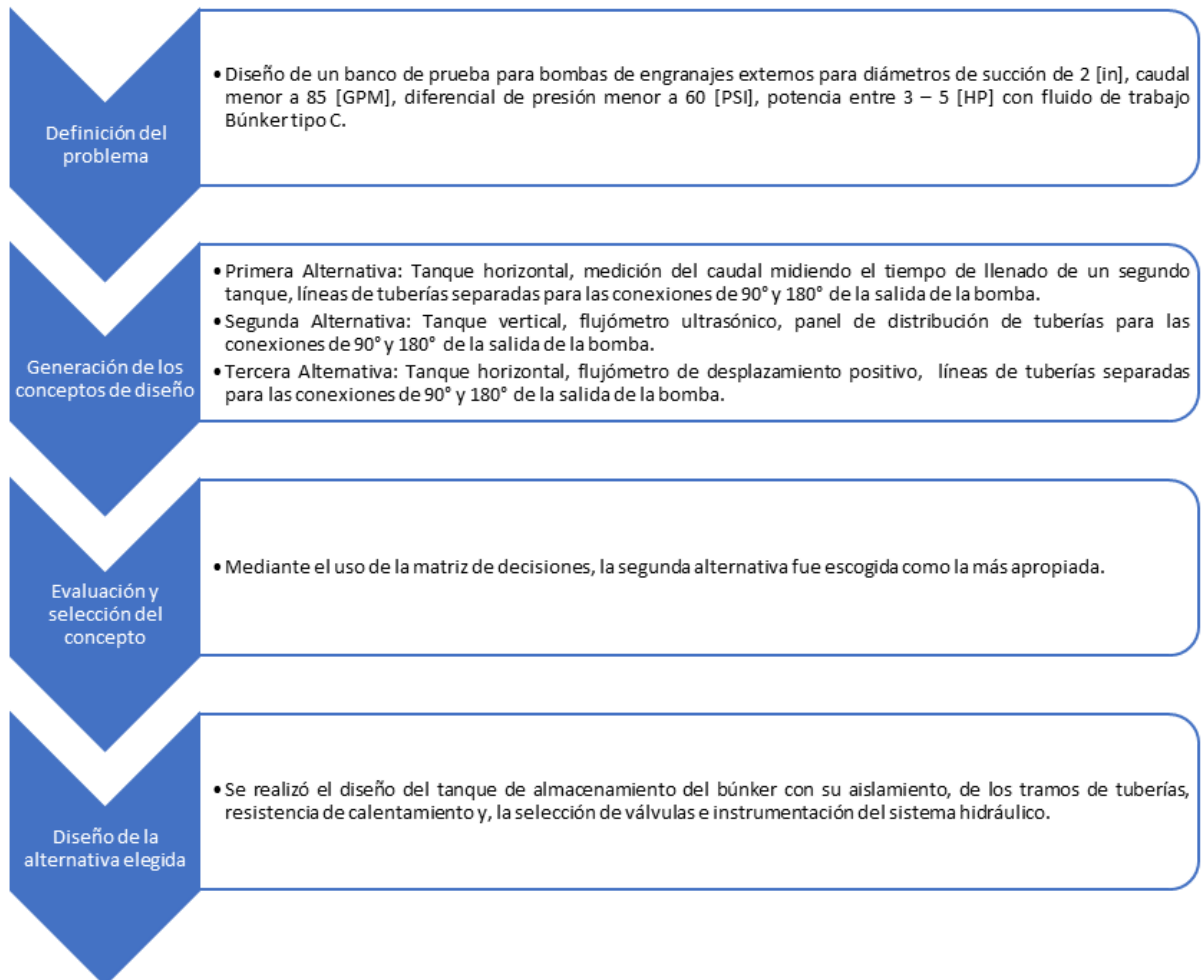 Definición del
problema
• Diseño de un banco de prueba para bombas de engranajes externos para diámetros de succión de 2 [in], caudal
menor a 85 [GPM], diferencial de presión menor a 60 [PSI], potencia entre 3 – 5 [HP] con fluido de trabajo
Búnker tipo C.
Generación de los
conceptos de diseño
• Primera Alternativa: Tanque horizontal, medición del caudal midiendo el tiempo de llenado de un segundo
tanque, líneas de tuberías separadas para las conexiones de 90° y 180° de la salida de la bomba.
• Segunda Alternativa: Tanque vertical, flujómetro ultrasónico, panel de distribución de tuberías para las
conexiones de 90° y 180° de la salida de la bomba.
• Tercera Alternativa: Tanque horizontal, flujómetro de desplazamiento positivo, líneas de tuberías separadas
para las conexiones de 90° y 180° de la salida de la bomba.
Evaluación y
selección del
concepto
• Mediante el uso de la matriz de decisiones, la segunda alternativa fue escogida como la más apropiada.
Diseño de la
alternativa elegida
• Se realizó el diseño del tanque de almacenamiento del búnker con su aislamiento, de los tramos de tuberías,
resistencia de calentamiento y, la selección de válvulas e instrumentación del sistema hidráulico.